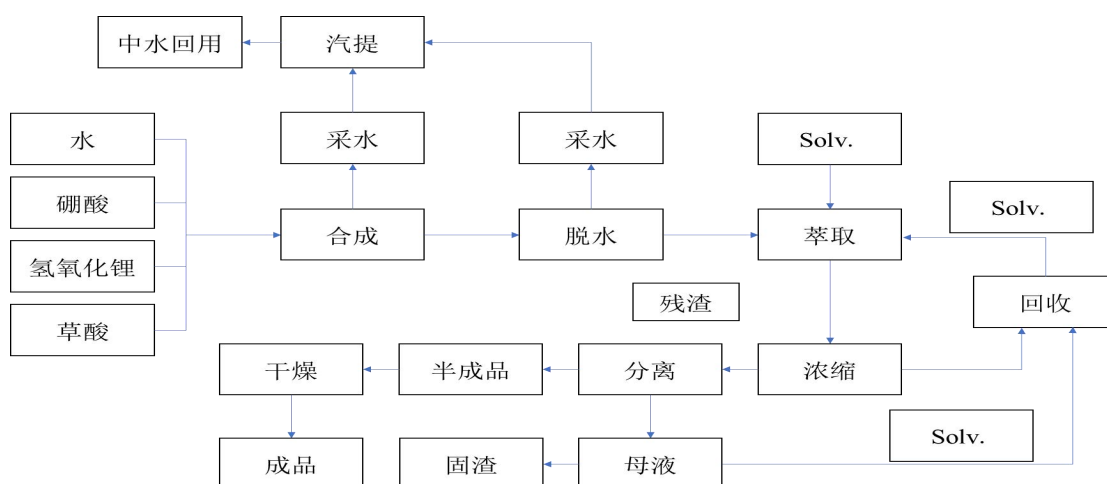 中水回用
汽提
水
采水
采水
Solv.
硼酸
Solv.
合成
脱水
萃取
氢氧化锂
残渣
回收
草酸
干燥
半成品
分离
浓缩
Solv.
成品
固渣
母液